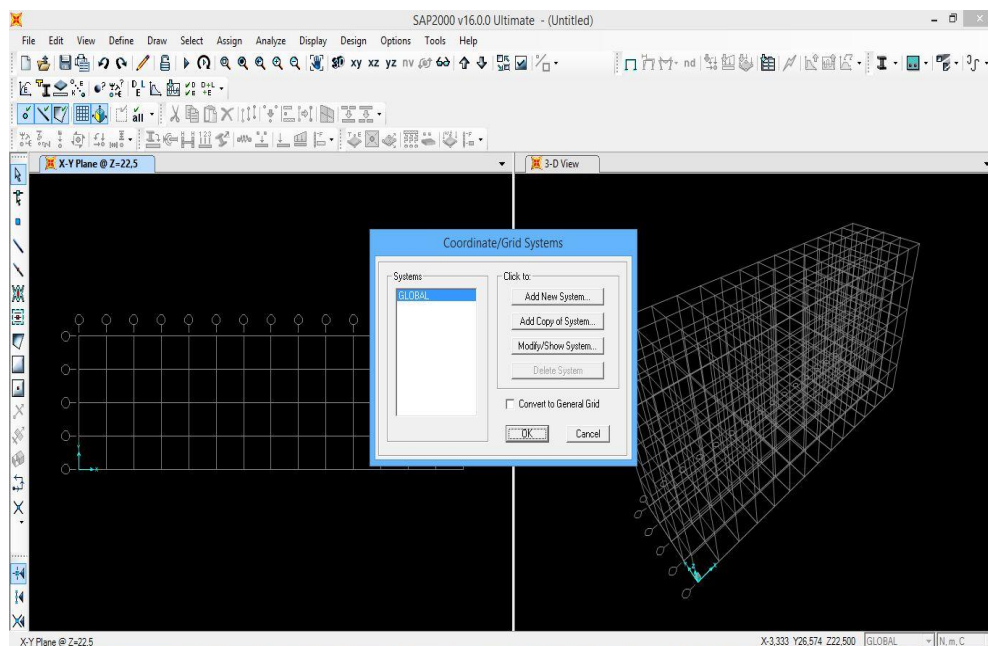 SAP2000 v16.0.0 Ultimate - (Untitled)
File Edit View Define Draw Select Assign Analyze Display Design Options Tools Help
xy xz yz nv
nd
all
X-Y Plane @ Z=22,5
3-D View
Coordinate/Grid Systems
Systems
GLOBAL
Click to:
Add New System...
Add Copy of System...
Modify/Show System...
Delete System
Convert to General Grid
OK Cancel
X-Y Plane @ Z=22,5
X-3,333 Y26,574 Z22,500 GLOBAL N, m, C